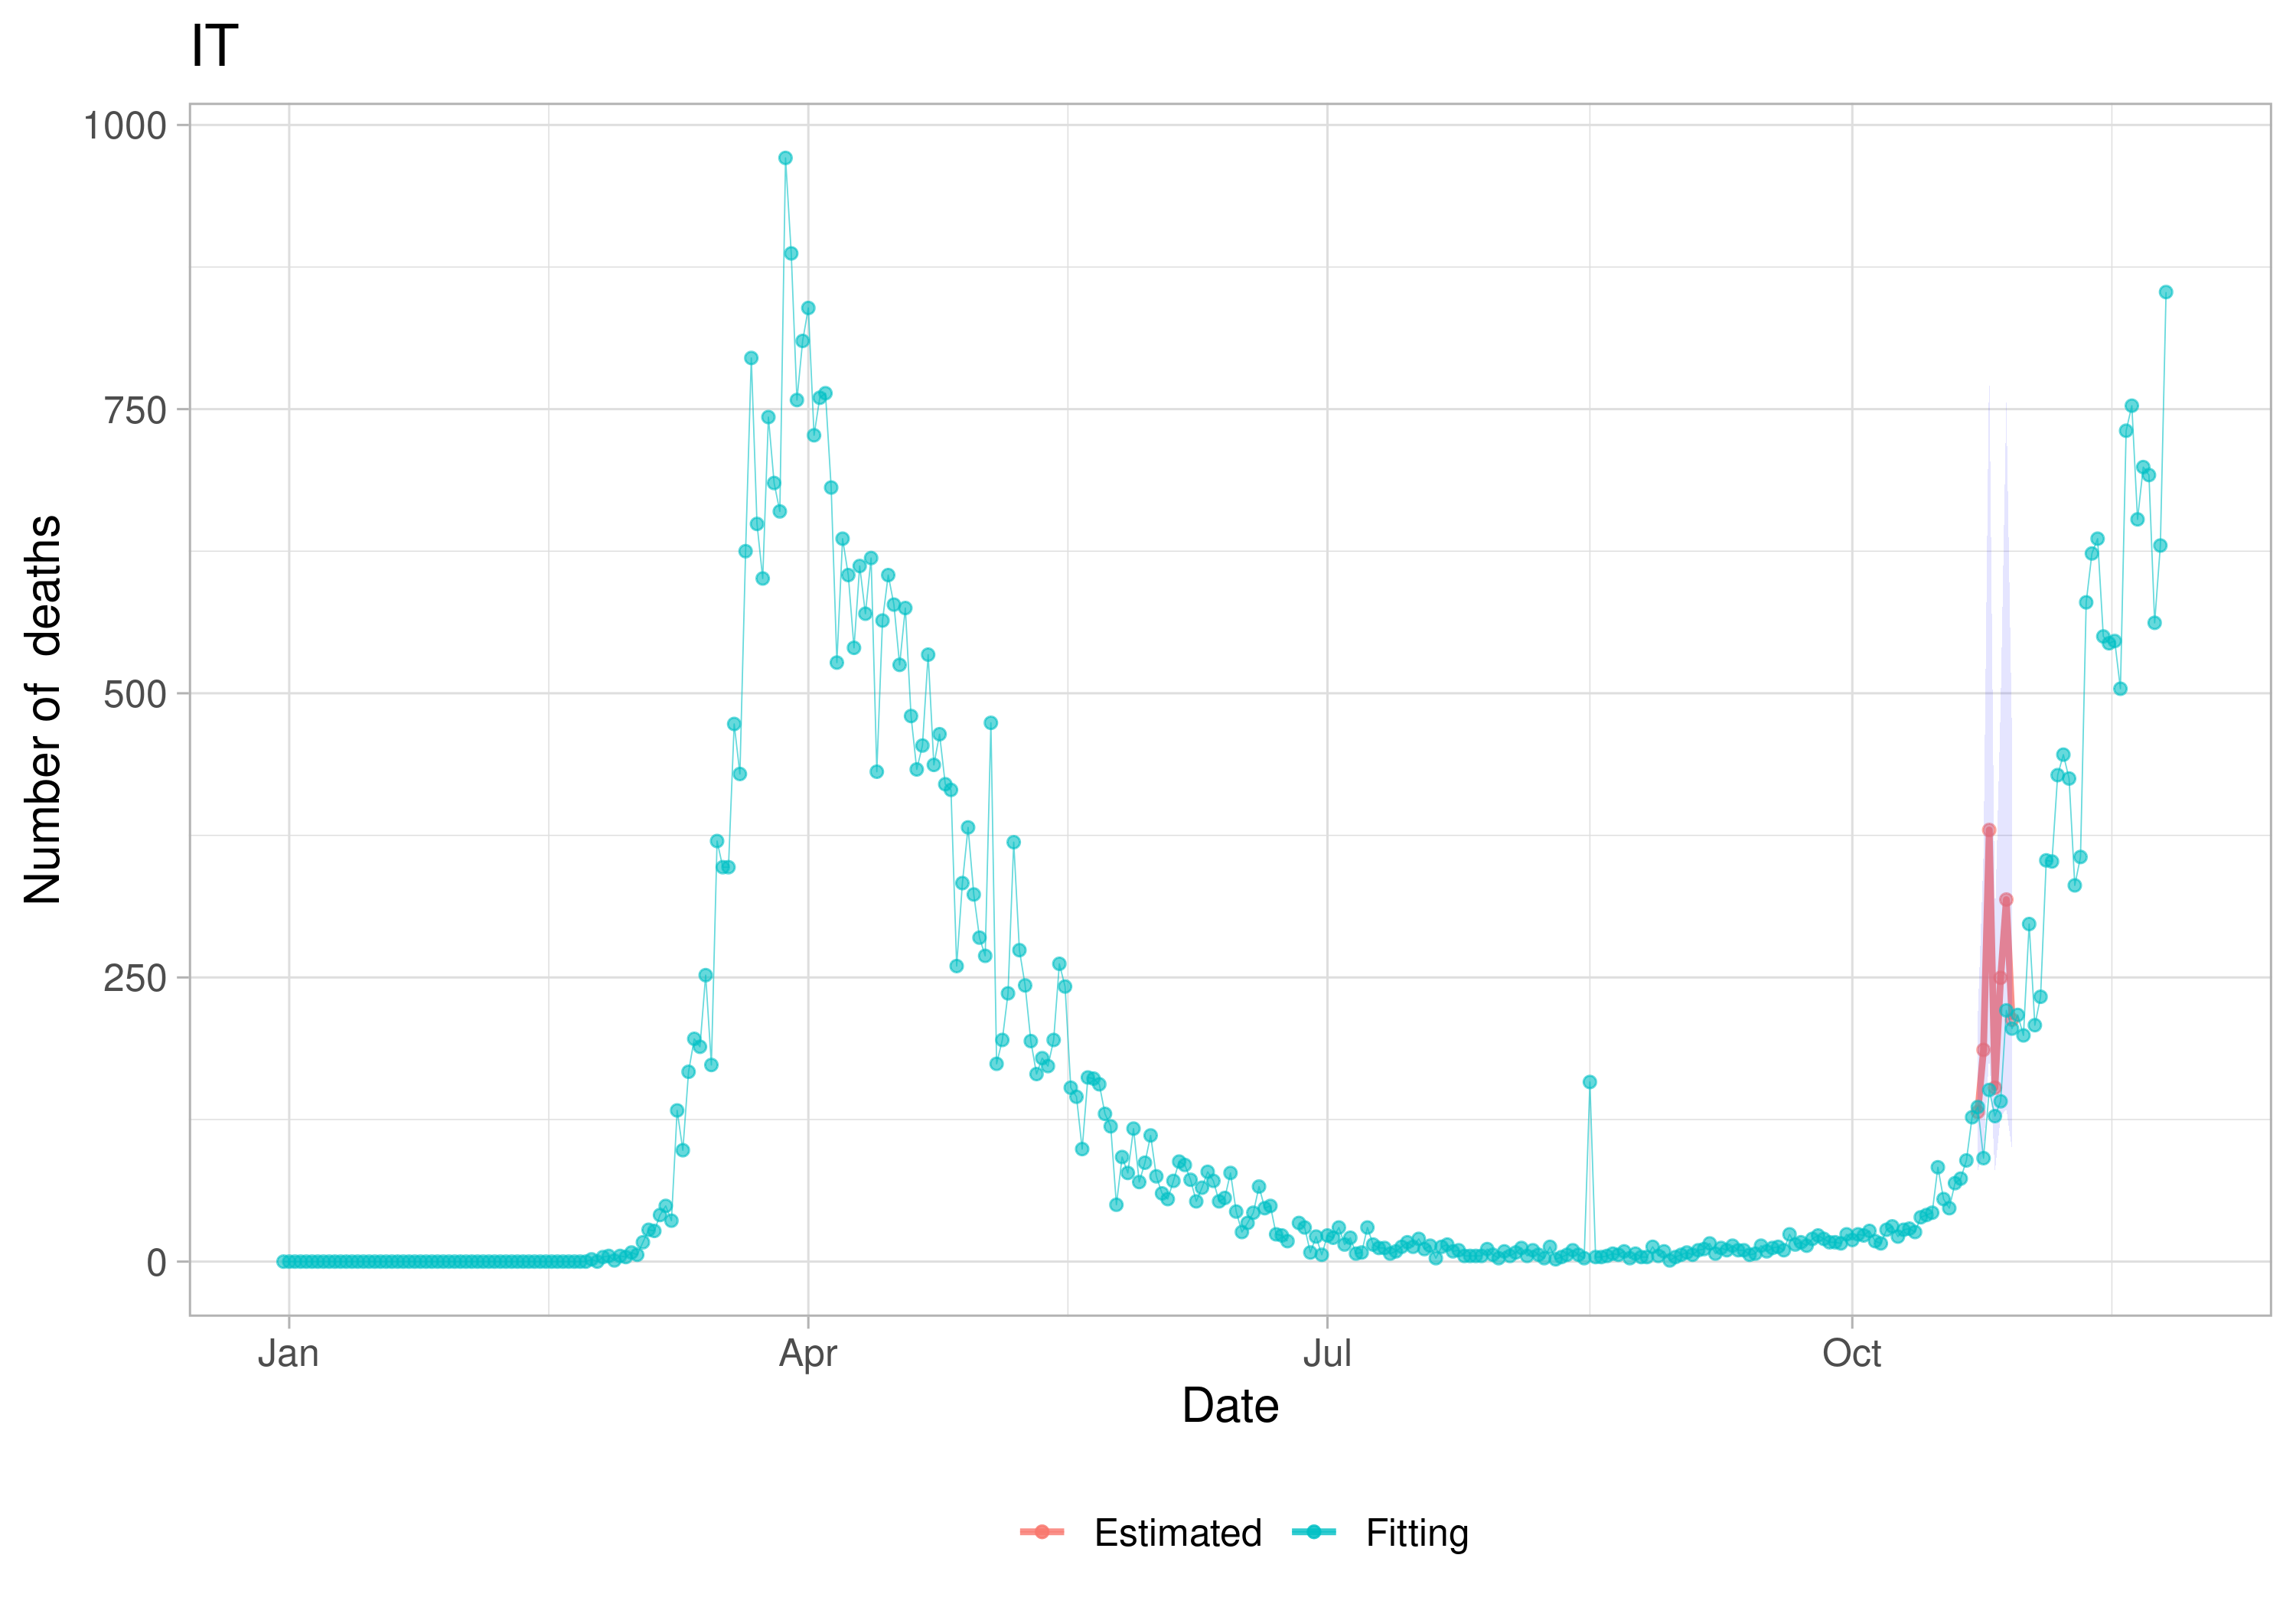 IT
1000
750
500
250
0
Number of deaths
Jan Apr Jul Oct
Date
Estimated Fitting